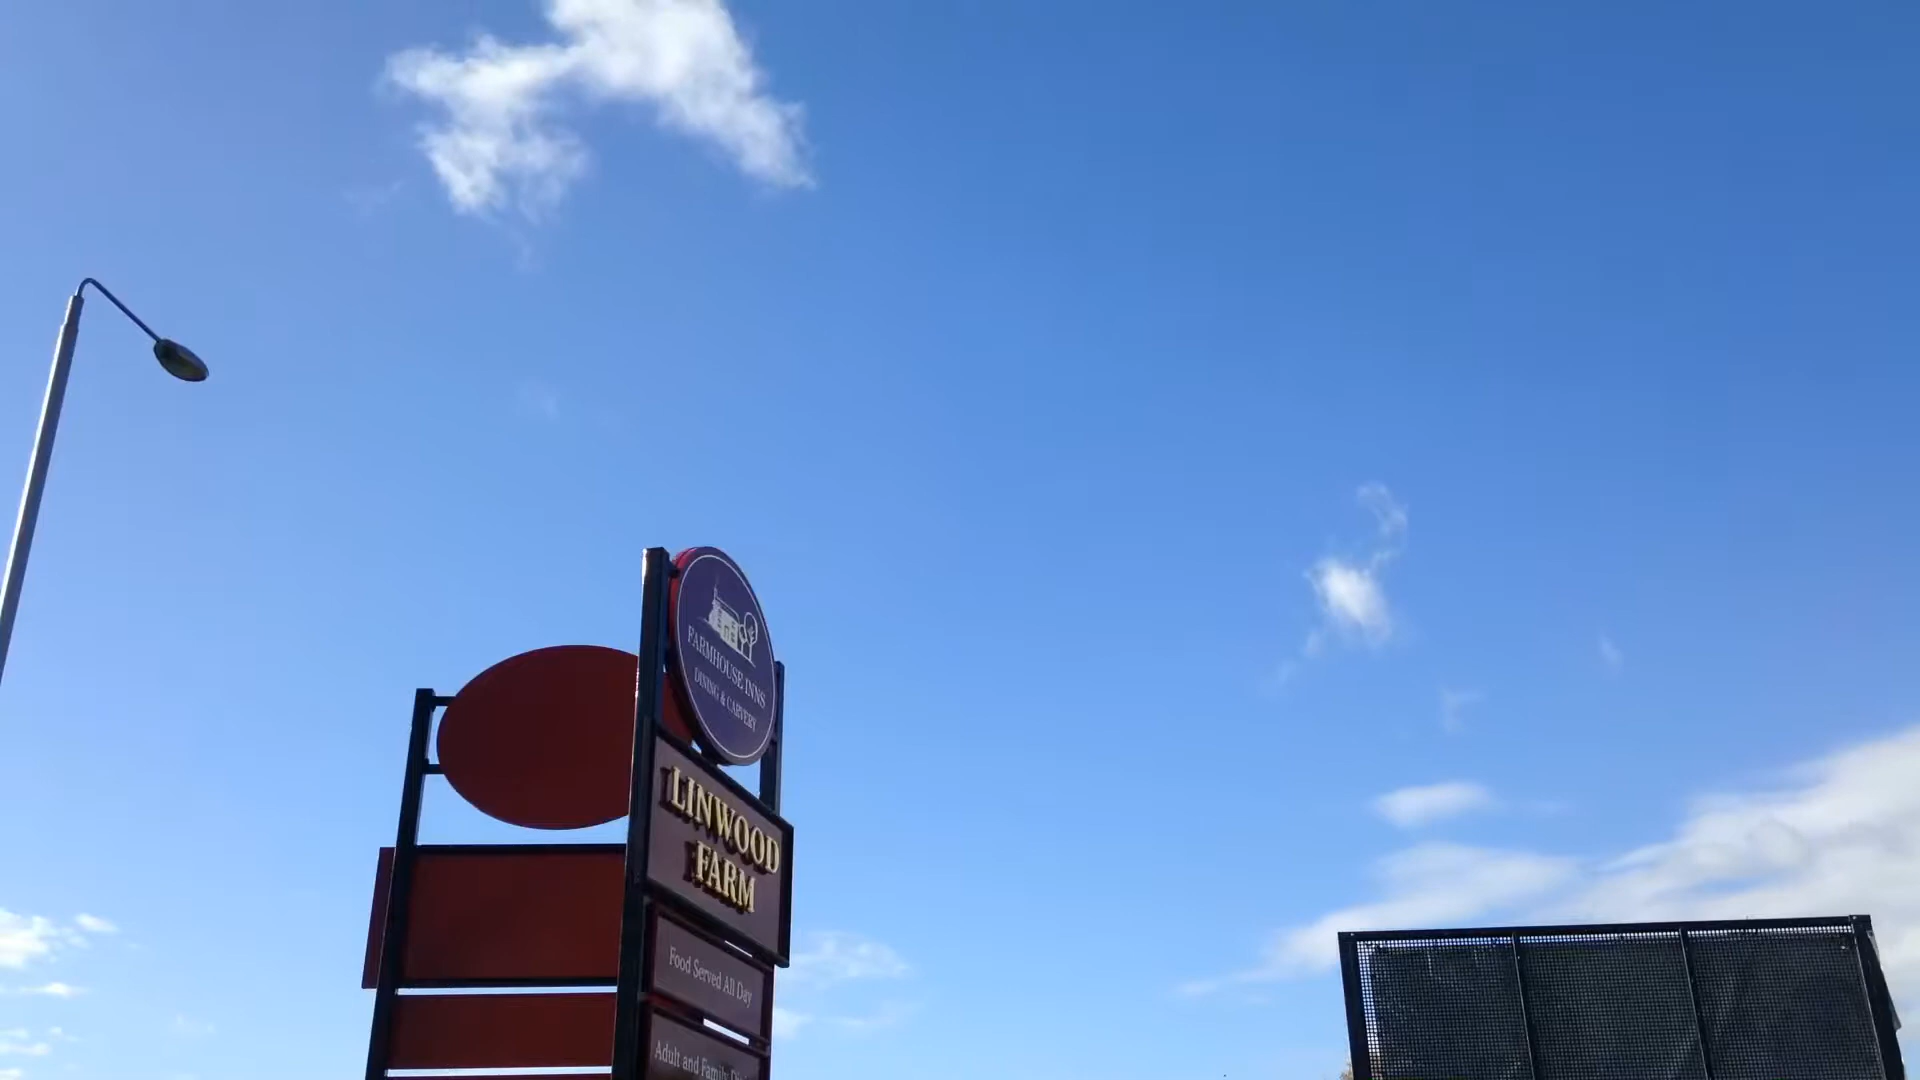 FARMHOUSE INNS
DINING & CARVERY
LINWOOD
FARM
Food Served All Day
Adult and Family